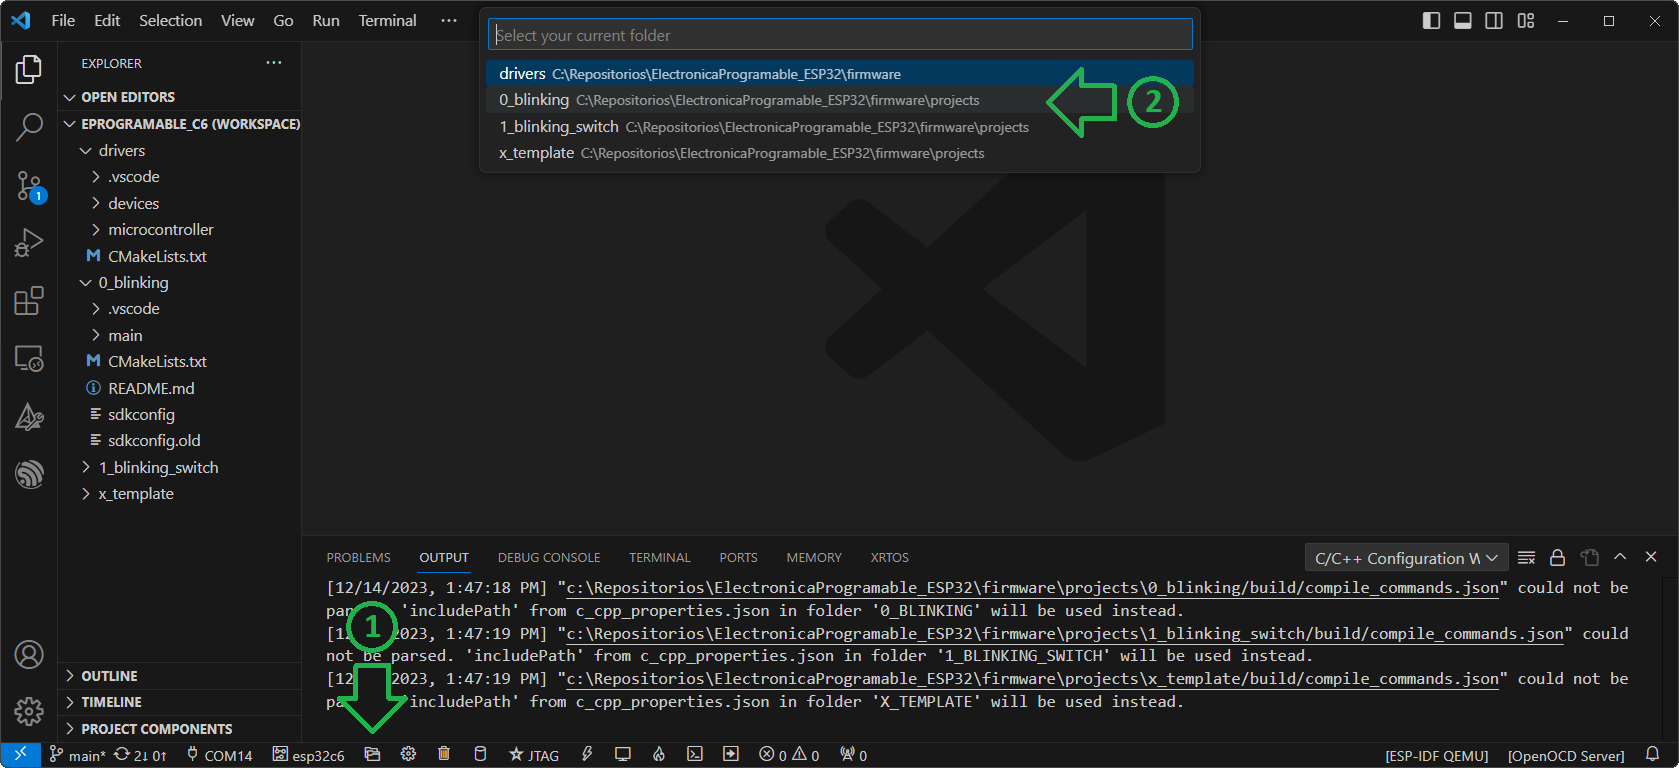 File Edit Selection View Go Run Terminal ···
Select your current folder
drivers C:\Repositorios\ElectronicaProgramable_ESP32\firmware
0_blinking C:\Repositorios\ElectronicaProgramable_ESP32\firmware\projects
1_blinking_switch C:\Repositorios\ElectronicaProgramable_ESP32\firmware\projects
x_template C:\Repositorios\ElectronicaProgramable_ESP32\firmware\projects
2
EXPLORER ···
OPEN EDITORS
EPROGRAMABLE_C6 (WORKSPACE)
drivers
.vscode
devices
microcontroller
CMakeLists.txt
0_blinking
.vscode
main
CMakeLists.txt
README.md
sdkconfig
sdkconfig.old
1_blinking_switch
x_template
1
OUTLINE
TIMELINE
PROJECT COMPONENTS
PROBLEMS OUTPUT DEBUG CONSOLE TERMINAL PORTS MEMORY XRTOS
C/C++ Configuration W
[12/14/2023, 1:47:18 PM] "c:\Repositorios\ElectronicaProgramable_ESP32\firmware\projects\0_blinking/build/compile_commands.json" could not be
'includePath' from c_cpp_properties.json in folder '0_BLINKING' will be used instead.
/2023, 1:47:19 PM] "c:\Repositorios\ElectronicaProgramable_ESP32\firmware\projects\1_blinking_switch/build/compile_commands.json" could
not be parsed. 'includePath' from c_cpp_properties.json in folder '1_BLINKING_SWITCH' will be used instead.
/2023, 1:47:19 PM] "c:\Repositorios\ElectronicaProgramable_ESP32\firmware\projects\x_template/build/compile_commands.json" could not be
'includePath' from c_cpp_properties.json in folder 'X_TEMPLATE' will be used instead.
1
main* 2↓ 0↑ COM14 esp32c6 JTAG 0 0 0 [ESP-IDF QEMU] [OpenOCD Server]